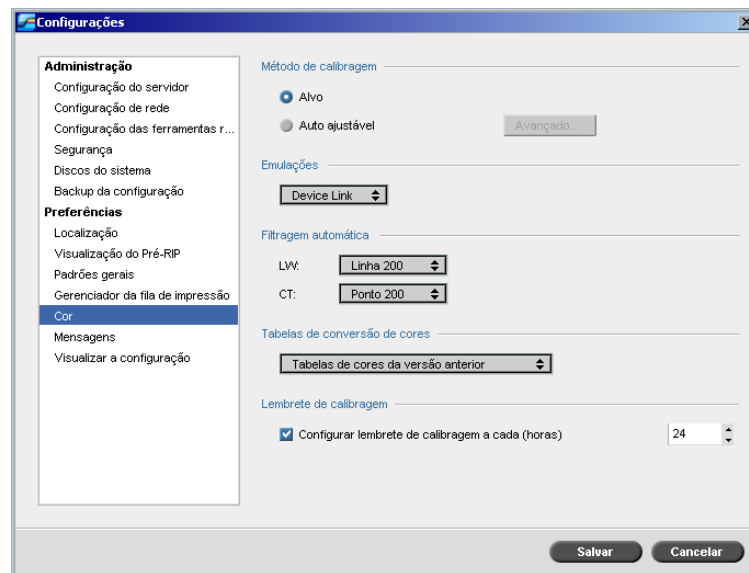 Configurações
Administração
Configuração do servidor
Configuração de rede
Configuração das ferramentas r...
Segurança
Discos do sistema
Backup da configuração
Preferências
Localização
Visualização do Pré-RIP
Padrões gerais
Gerenciador da fila de impressão
Cor
Mensagens
Visualizar a configuração
Método de calibragem
Alvo
Auto ajustável
Avançado...
Emulações
Device Link
Filtragem automática
LW: Linha 200
CT: Ponto 200
Tabelas de conversão de cores
Tabelas de cores da versão anterior
Lembrete de calibragem
Configurar lembrete de calibragem a cada (horas) 24
Salvar Cancelar